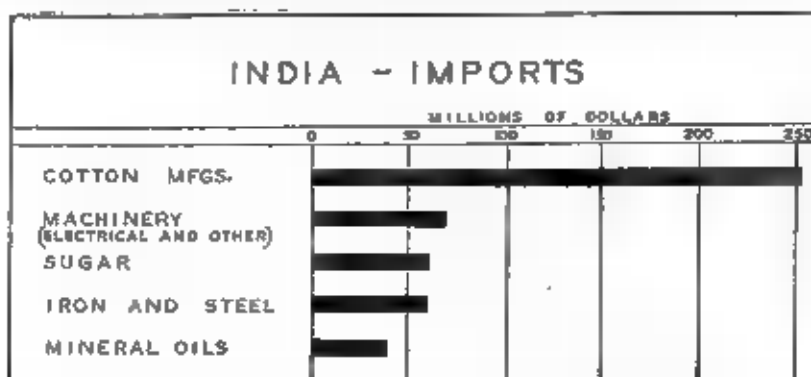 INDIA - IMPORTS
MILLIONS OF DOLLARS
0 50 100 150 200 250
COTTON MFGS.
MACHINERY
(ELECTRICAL AND OTHER)
SUGAR
IRON AND STEEL
MINERAL OILS